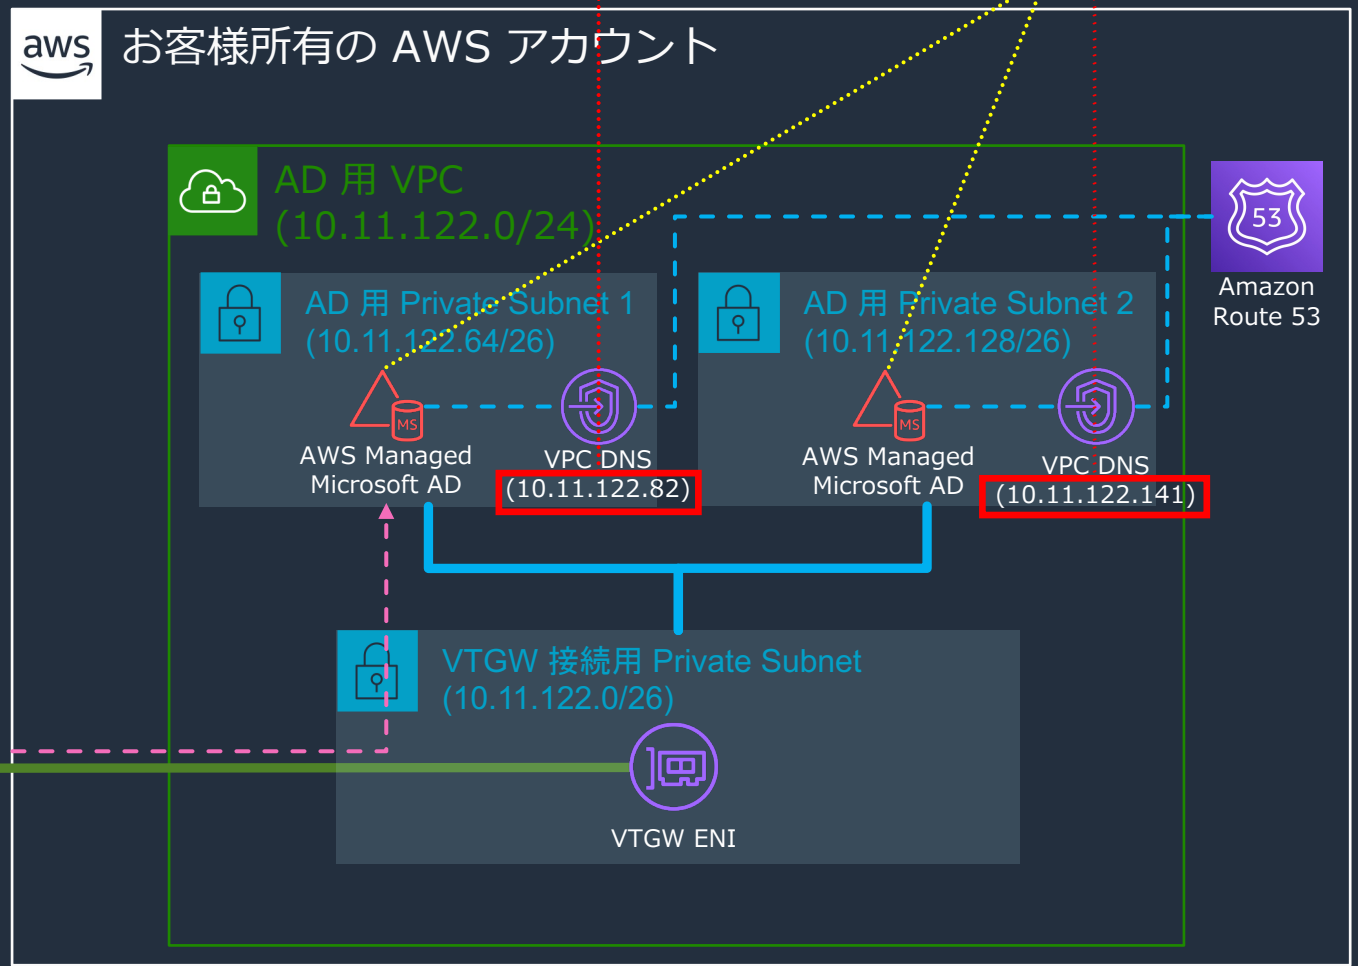 aws
お客様所有の AWS アカウント
AD 用 VPC
(10.11.122.0/24)
53
Amazon
Route 53
AD 用 Private Subnet 1
(10.11.122.64/26)
MS
AWS Managed
Microsoft AD
VPC DNS
(10.11.122.82)
AD 用 Private Subnet 2
(10.11.122.128/26)
MS
AWS Managed
Microsoft AD
VPC DNS
(10.11.122.141)
VTGW 接続用 Private Subnet
(10.11.122.0/26)
VTGW ENI